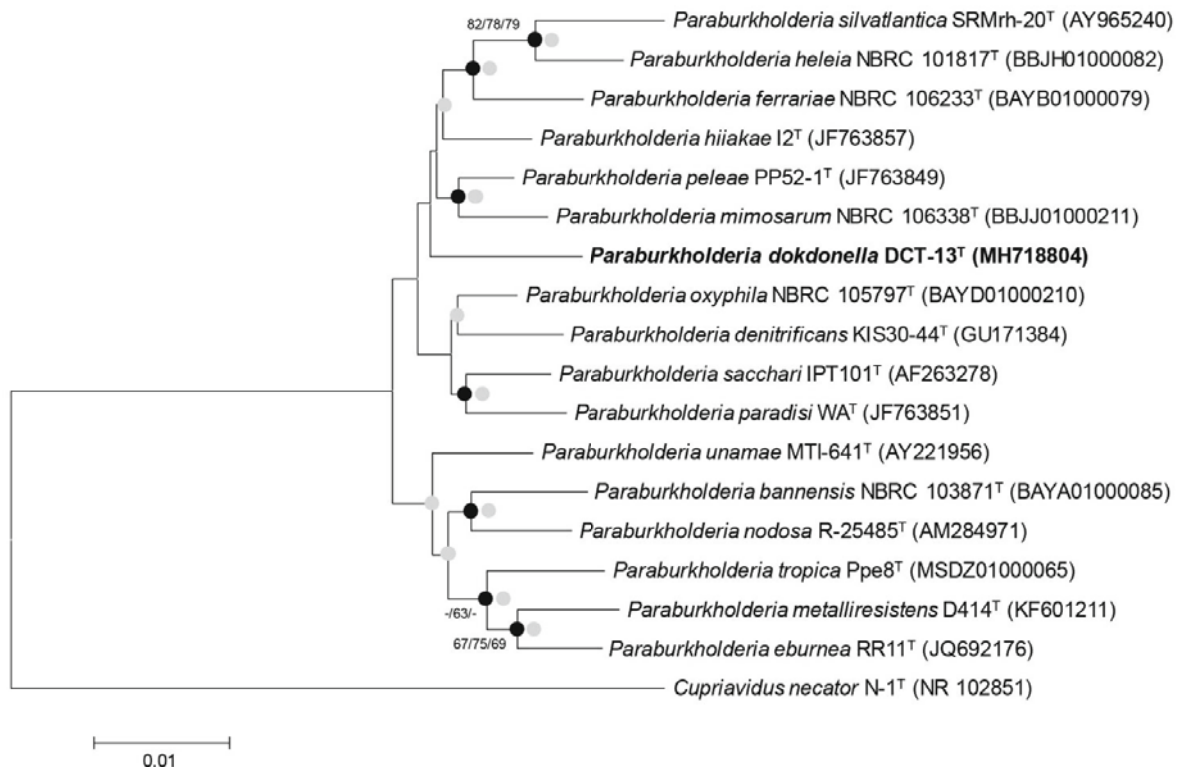 82/78/79
Paraburkholderia silvatlantica SRMrh-20ᵀ (AY965240)
Paraburkholderia heleia NBRC 101817ᵀ (BBJH01000082)
Paraburkholderia ferrariae NBRC 106233ᵀ (BAYB01000079)
Paraburkholderia hiiakae I2ᵀ (JF763857)
Paraburkholderia peleae PP52-1ᵀ (JF763849)
Paraburkholderia mimosarum NBRC 106338ᵀ (BBJJ01000211)
Paraburkholderia dokdonella DCT-13ᵀ (MH718804)
Paraburkholderia oxyphila NBRC 105797ᵀ (BAYD01000210)
Paraburkholderia denitrificans KIS30-44ᵀ (GU171384)
Paraburkholderia sacchari IPT101ᵀ (AF263278)
Paraburkholderia paradisi WAᵀ (JF763851)
Paraburkholderia unamae MTI-641ᵀ (AY221956)
Paraburkholderia bannensis NBRC 103871ᵀ (BAYA01000085)
Paraburkholderia nodosa R-25485ᵀ (AM284971)
Paraburkholderia tropica Ppe8ᵀ (MSDZ01000065)
-/63/-
Paraburkholderia metalliresistens D414ᵀ (KF601211)
67/75/69
Paraburkholderia eburnea RR11ᵀ (JQ692176)
Cupriavidus necator N-1ᵀ (NR 102851)
0.01